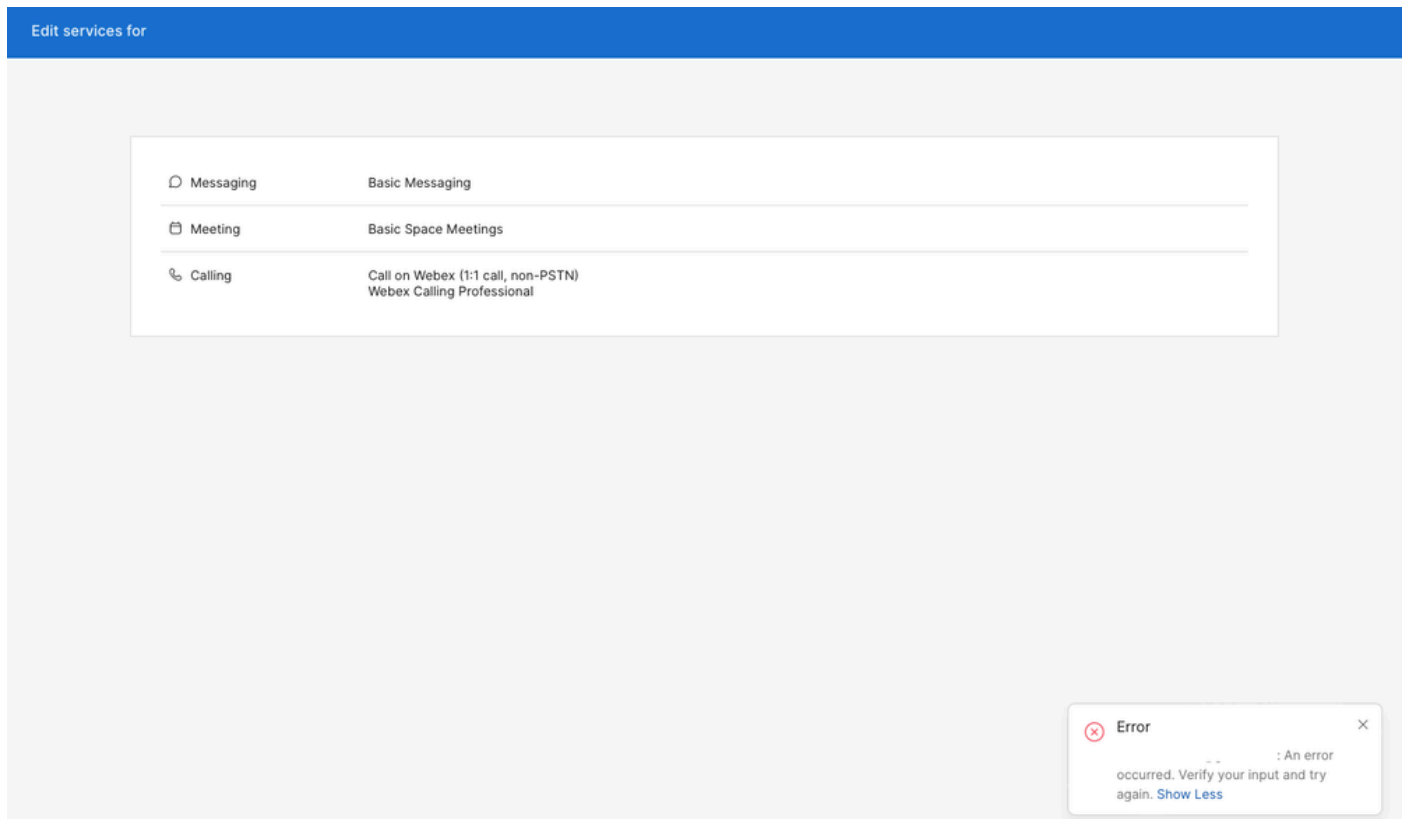 Edit services for
Messaging Basic Messaging
Meeting Basic Space Meetings
Calling Call on Webex (1:1 call, non-PSTN)
Webex Calling Professional
Error
: An error
occurred. Verify your input and try
again. Show Less